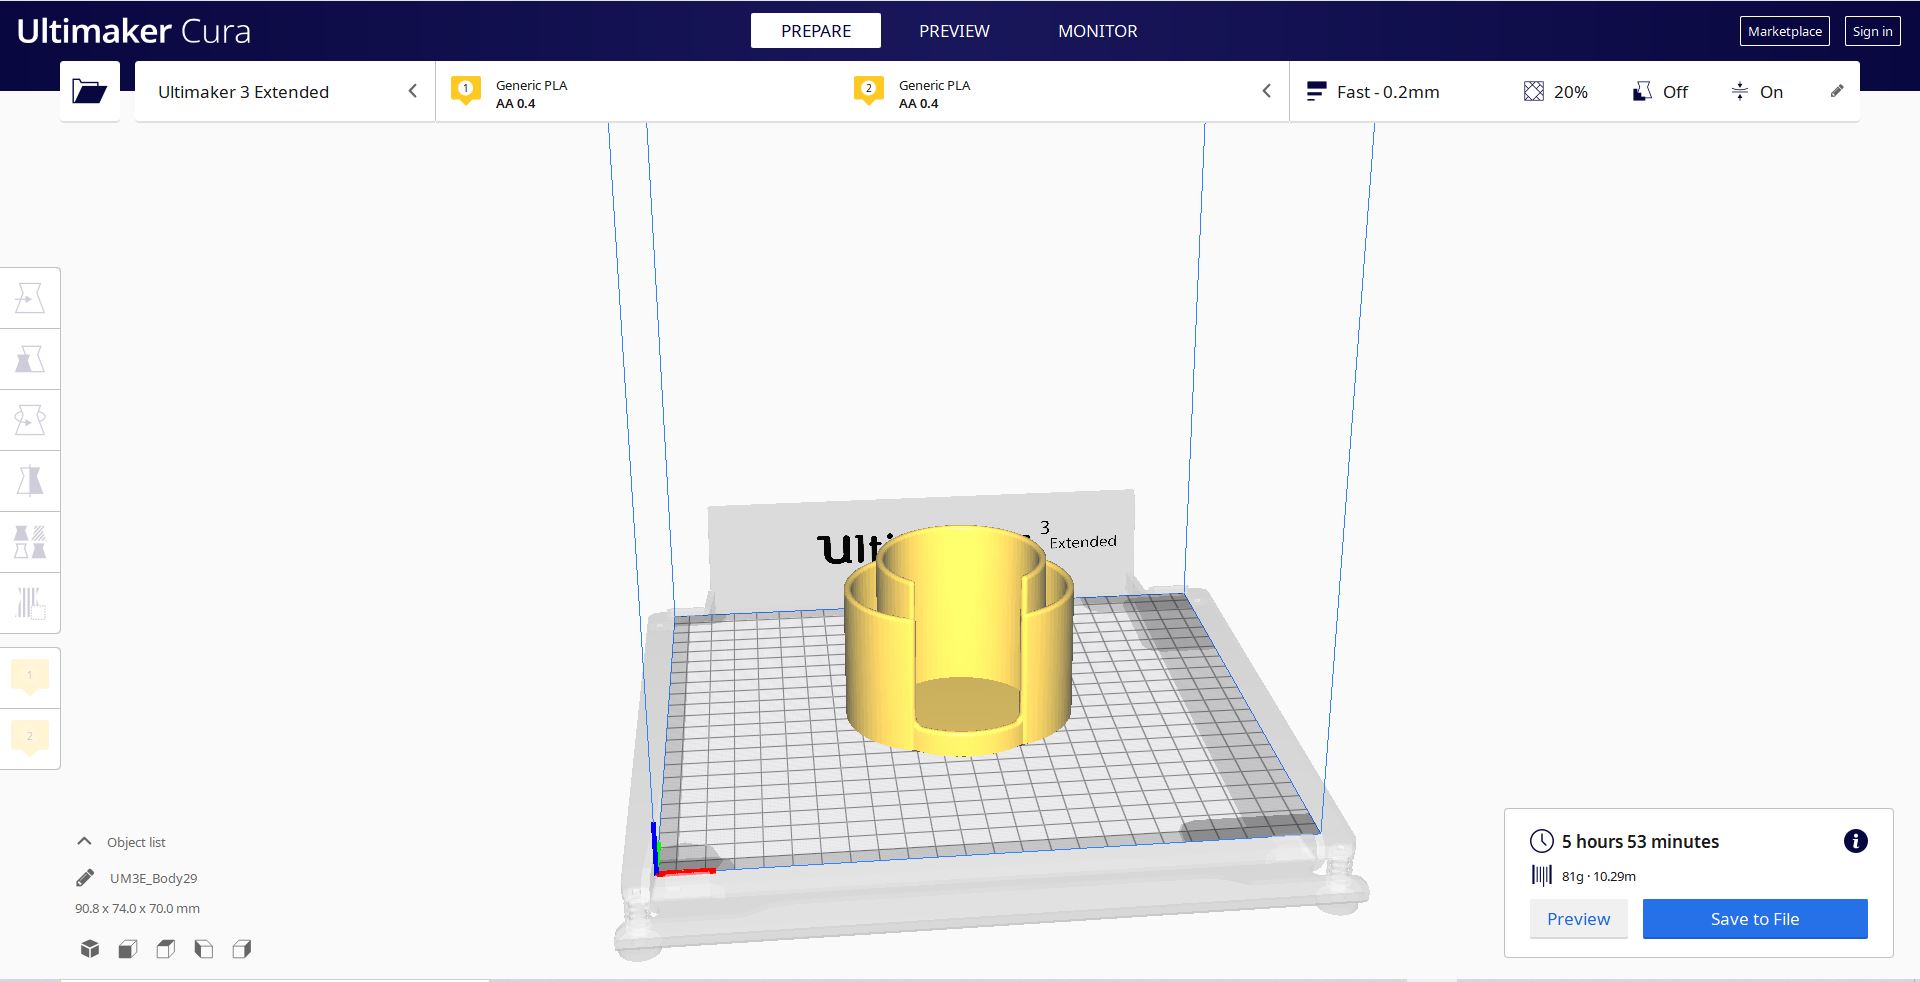 Ultimaker Cura
PREPARE
PREVIEW
MONITOR
Marketplace
Sign in
Ultimaker 3 Extended
1
Generic PLA
AA 0.4
2
Generic PLA
AA 0.4
Fast - 0.2mm
20%
Off
On
3
Extended
1
2
Object list
UM3E_Body29
90.8 x 74.0 x 70.0 mm
5 hours 53 minutes
81g · 10.29m
Preview
Save to File